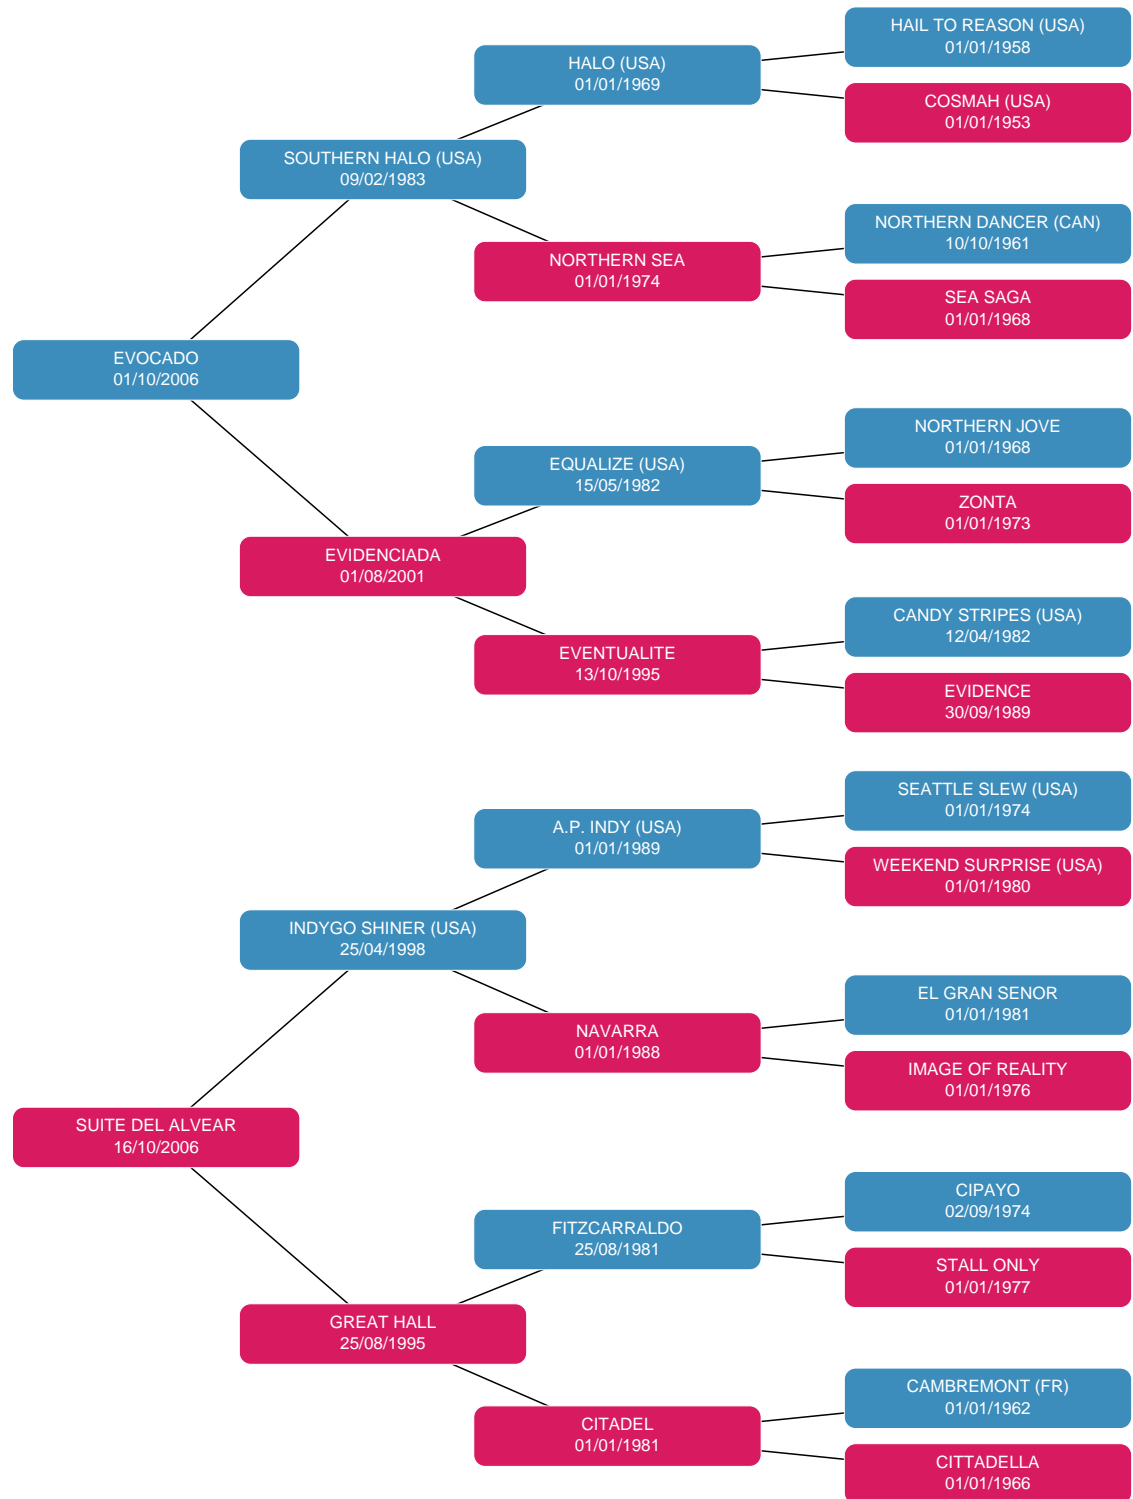 HAIL TO REASON (USA)
01/01/1958
HALO (USA)
01/01/1969
COSMAH (USA)
01/01/1953
SOUTHERN HALO (USA)
09/02/1983
NORTHERN DANCER (CAN)
10/10/1961
NORTHERN SEA
01/01/1974
SEA SAGA
01/01/1968
EVOCADO
01/10/2006
NORTHERN JOVE
01/01/1968
EQUALIZE (USA)
15/05/1982
ZONTA
01/01/1973
EVIDENCIADA
01/08/2001
CANDY STRIPES (USA)
12/04/1982
EVENTUALITE
13/10/1995
EVIDENCE
30/09/1989
SEATTLE SLEW (USA)
01/01/1974
A.P. INDY (USA)
01/01/1989
WEEKEND SURPRISE (USA)
01/01/1980
INDYGO SHINER (USA)
25/04/1998
EL GRAN SENOR
01/01/1981
NAVARRA
01/01/1988
IMAGE OF REALITY
01/01/1976
SUITE DEL ALVEAR
16/10/2006
CIPAYO
02/09/1974
FITZCARRALDO
25/08/1981
STALL ONLY
01/01/1977
GREAT HALL
25/08/1995
CAMBREMONT (FR)
01/01/1962
CITADEL
01/01/1981
CITTADELLA
01/01/1966